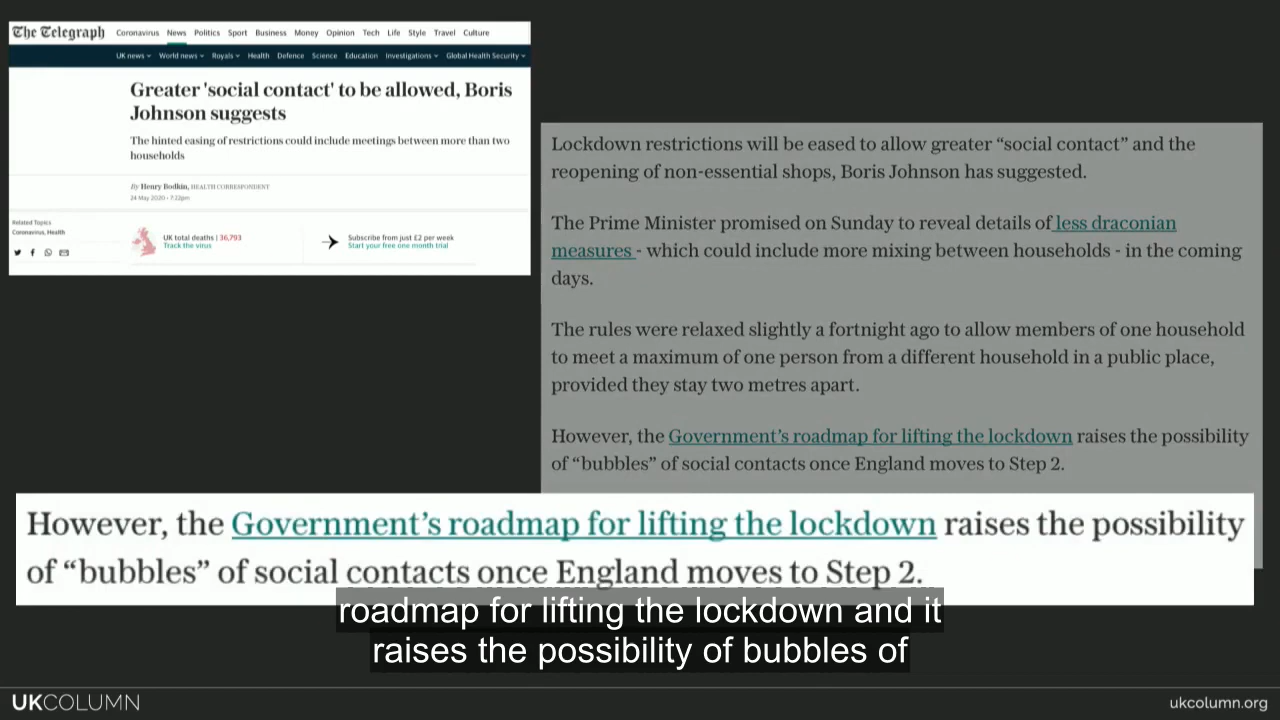 The Telegraph
Coronavirus News Politics Sport Business Money Opinion Tech Life Style Travel Culture
UK news World news Royals Health Defence Science Education Investigations Global Health Security
Greater 'social contact' to be allowed, Boris
Johnson suggests
The hinted easing of restrictions could include meetings between more than two
households
By Henry Bodkin, HEALTH CORRESPONDENT
24 May 2020 • 7:22pm
Related Topics
Coronavirus, Health
UK total deaths | 36,793
Track the virus
Subscribe from just £2 per week
Start your free one month trial
Lockdown restrictions will be eased to allow greater “social contact” and the
reopening of non-essential shops, Boris Johnson has suggested.
The Prime Minister promised on Sunday to reveal details of less draconian
measures - which could include more mixing between households - in the coming
days.
The rules were relaxed slightly a fortnight ago to allow members of one household
to meet a maximum of one person from a different household in a public place,
provided they stay two metres apart.
However, the Government’s roadmap for lifting the lockdown raises the possibility
of “bubbles” of social contacts once England moves to Step 2.
However, the Government’s roadmap for lifting the lockdown raises the possibility
of “bubbles” of social contacts once England moves to Step 2.
roadmap for lifting the lockdown and it
raises the possibility of bubbles of
UKCOLUMN
ukcolumn.org